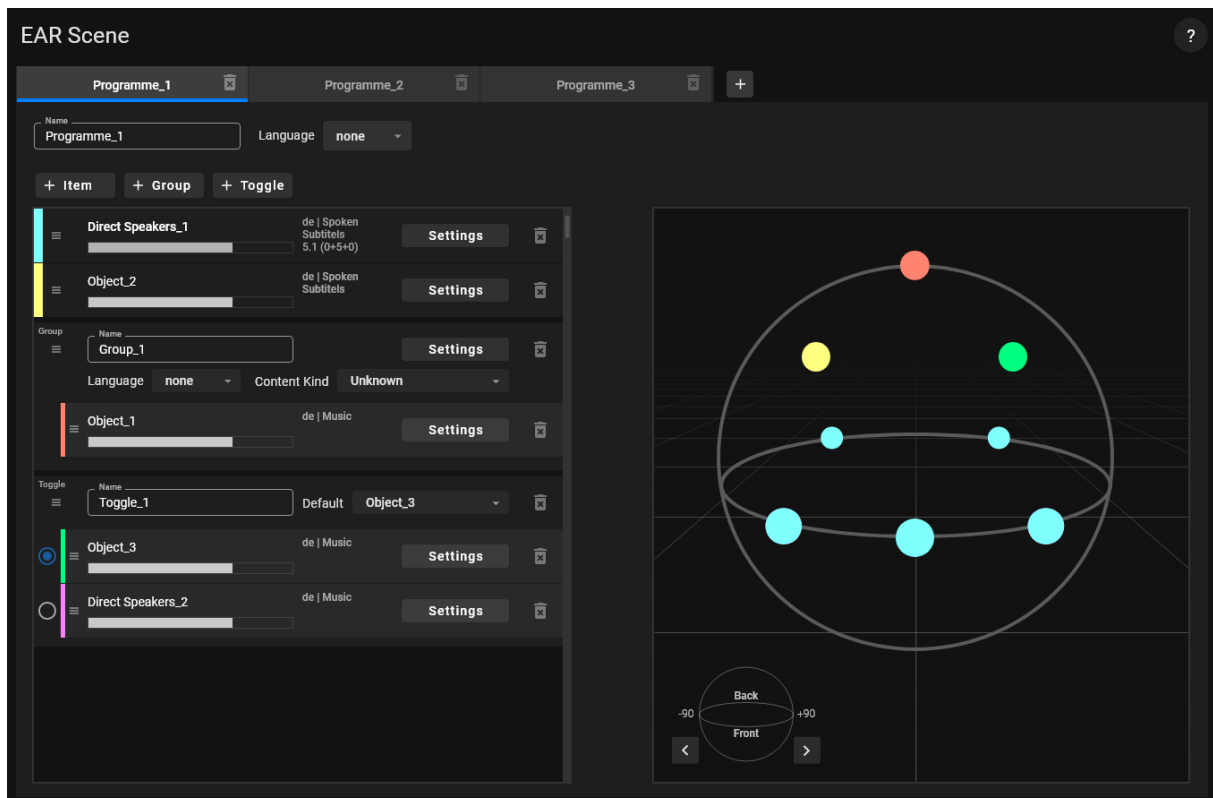 EAR Scene
?
Programme_1
Programme_2
Programme_3
+
Name
Programme_1
Language
none
+ Item
+ Group
+ Toggle
Direct Speakers_1
de | Spoken
Subtitels
5.1 (0+5+0)
Settings
Object_2
de | Spoken
Subtitels
Settings
Group
Name
Group_1
Settings
Language
none
Content Kind
Unknown
Object_1
de | Music
Settings
Toggle
Name
Toggle_1
Default
Object_3
Object_3
de | Music
Settings
Direct Speakers_2
de | Music
Settings
Back
-90
+90
Front